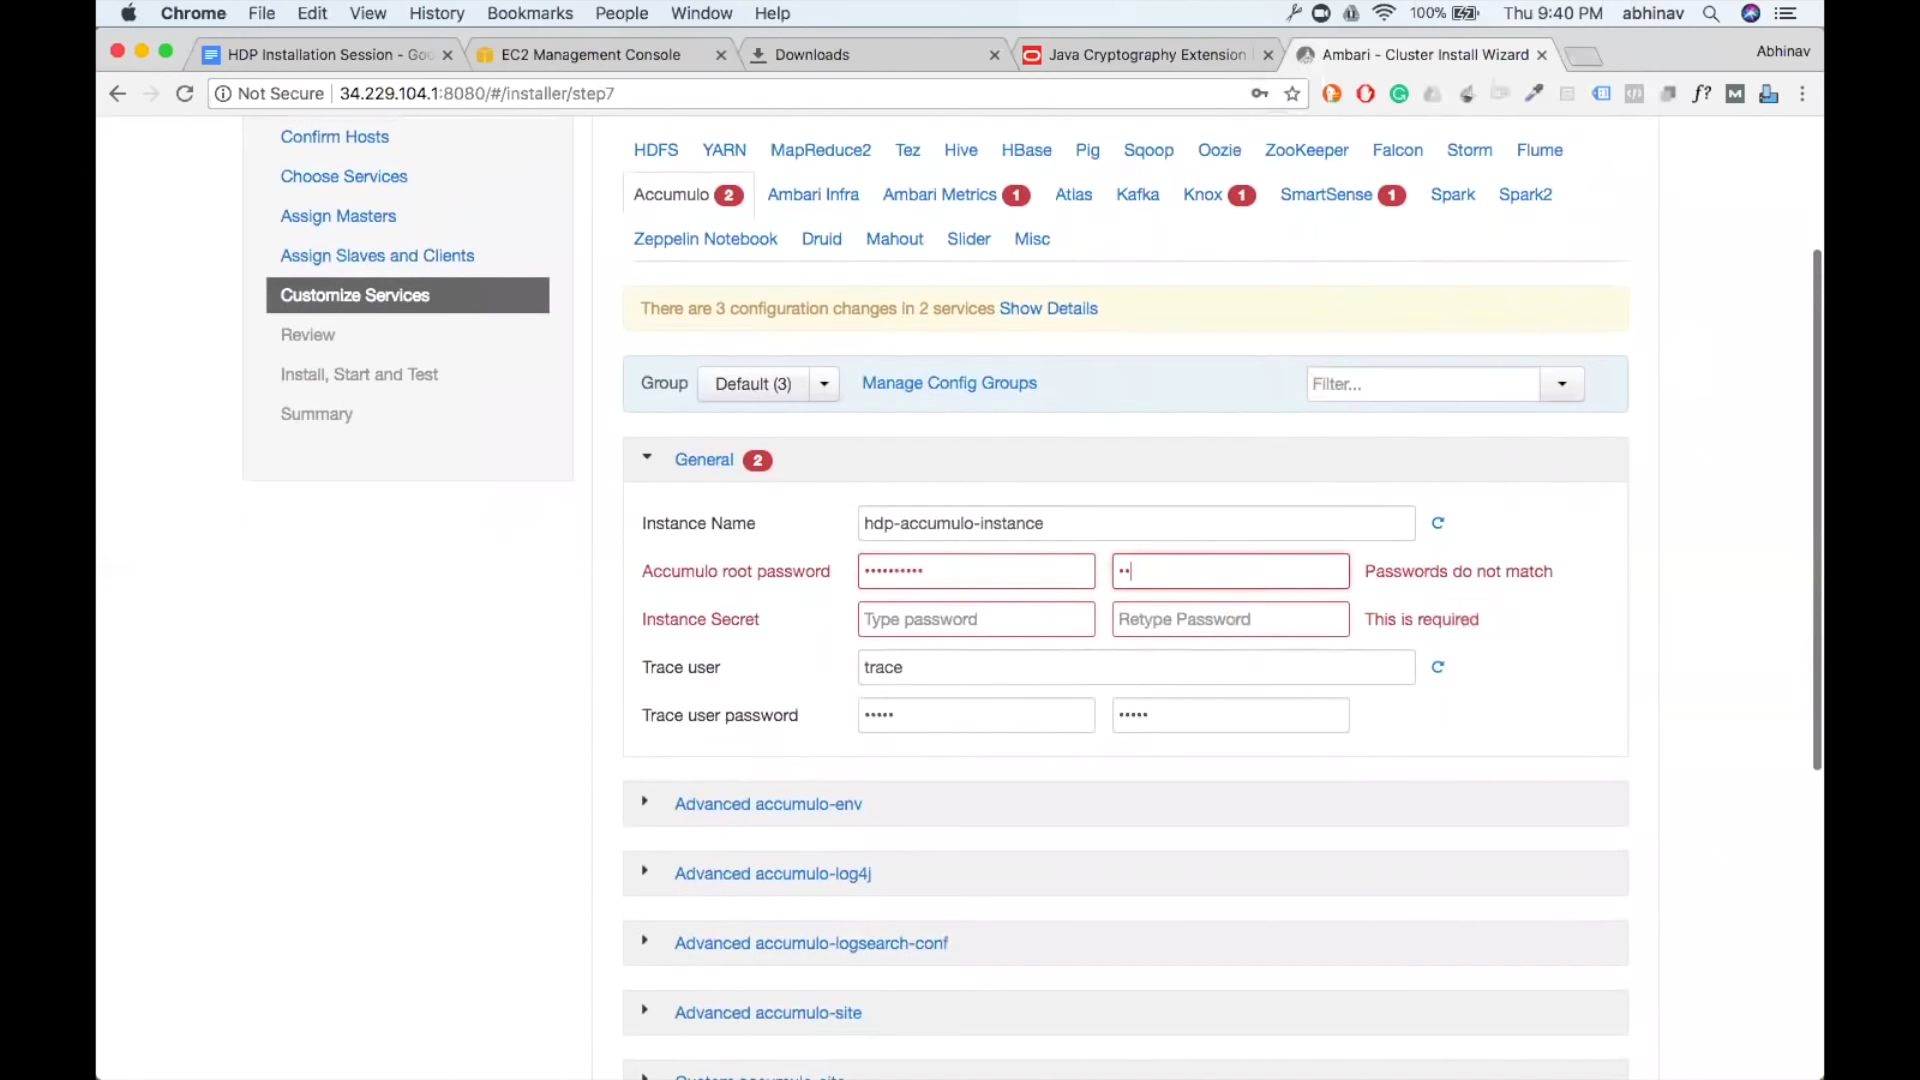 Chrome File Edit View History Bookmarks People Window Help 100% Thu 9:40 PM abhinav
HDP Installation Session - Goo EC2 Management Console Downloads Java Cryptography Extension Ambari - Cluster Install Wizard Abhinav
Not Secure 34.229.104.1:8080/#/installer/step7 f? M
Confirm Hosts
Choose Services
Assign Masters
Assign Slaves and Clients
Customize Services
Review
Install, Start and Test
Summary
HDFS YARN MapReduce2 Tez Hive HBase Pig Sqoop Oozie ZooKeeper Falcon Storm Flume
Accumulo 2 Ambari Infra Ambari Metrics 1 Atlas Kafka Knox 1 SmartSense 1 Spark Spark2
Zeppelin Notebook Druid Mahout Slider Misc
There are 3 configuration changes in 2 services Show Details
Group Default (3) Manage Config Groups Filter...
General 2
Instance Name hdp-accumulo-instance
Accumulo root password •••••••••• •• Passwords do not match
Instance Secret Type password Retype Password This is required
Trace user trace
Trace user password ••••• •••••
Advanced accumulo-env
Advanced accumulo-log4j
Advanced accumulo-logsearch-conf
Advanced accumulo-site